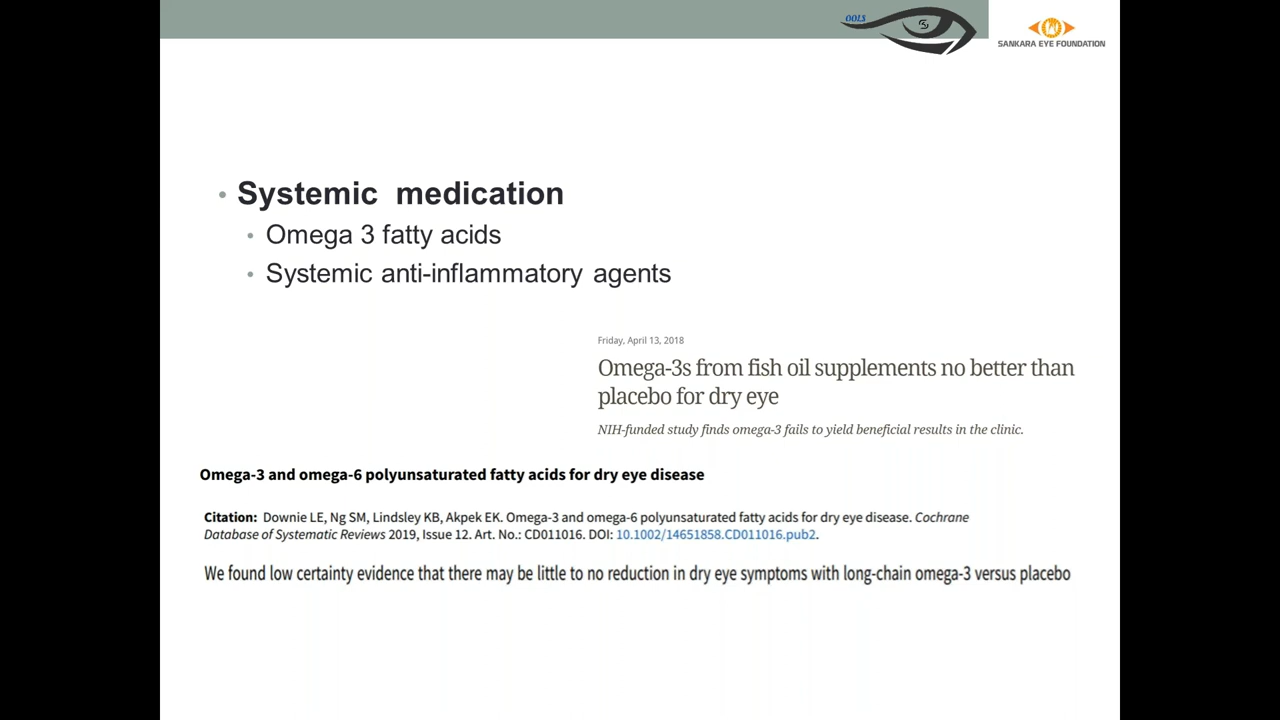 OOLS
SANKARA EYE FOUNDATION
• Systemic medication
• Omega 3 fatty acids
• Systemic anti-inflammatory agents
Friday, April 13, 2018
Omega-3s from fish oil supplements no better than
placebo for dry eye
NIH-funded study finds omega-3 fails to yield beneficial results in the clinic.
Omega-3 and omega-6 polyunsaturated fatty acids for dry eye disease
Citation: Downie LE, Ng SM, Lindsley KB, Akpek EK. Omega-3 and omega-6 polyunsaturated fatty acids for dry eye disease. Cochrane
Database of Systematic Reviews 2019, Issue 12. Art. No.: CD011016. DOI: 10.1002/14651858.CD011016.pub2.
We found low certainty evidence that there may be little to no reduction in dry eye symptoms with long-chain omega-3 versus placebo